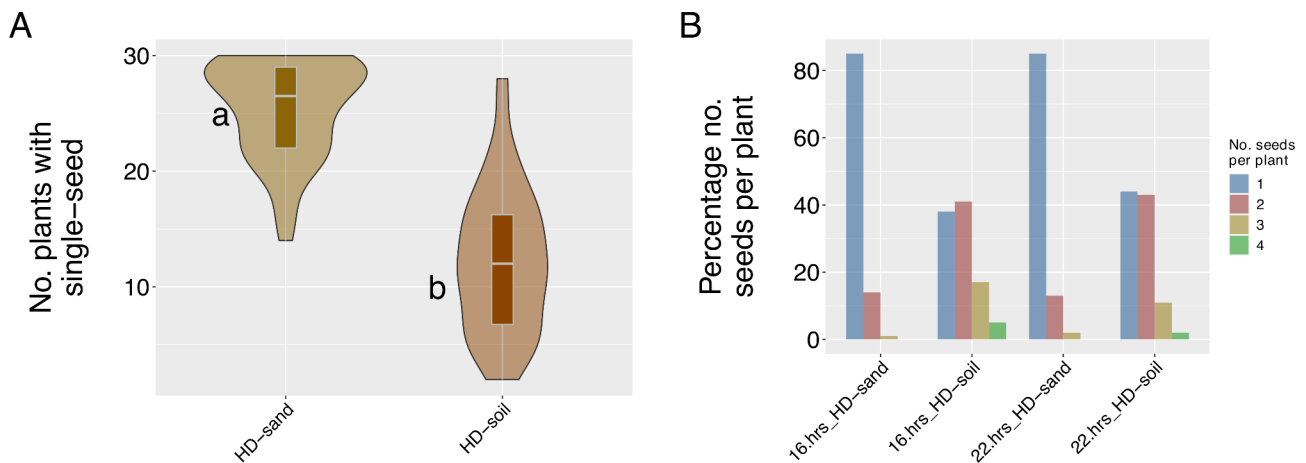 A
No. plants with
single−seed
30
20
10
a
b
HD−sand
HD−soil
B
Percentage no.
seeds per plant
80
60
40
20
0
16.hrs_HD−sand
16.hrs_HD−soil
22.hrs_HD−sand
22.hrs_HD−soil
No. seeds
per plant
1
2
3
4